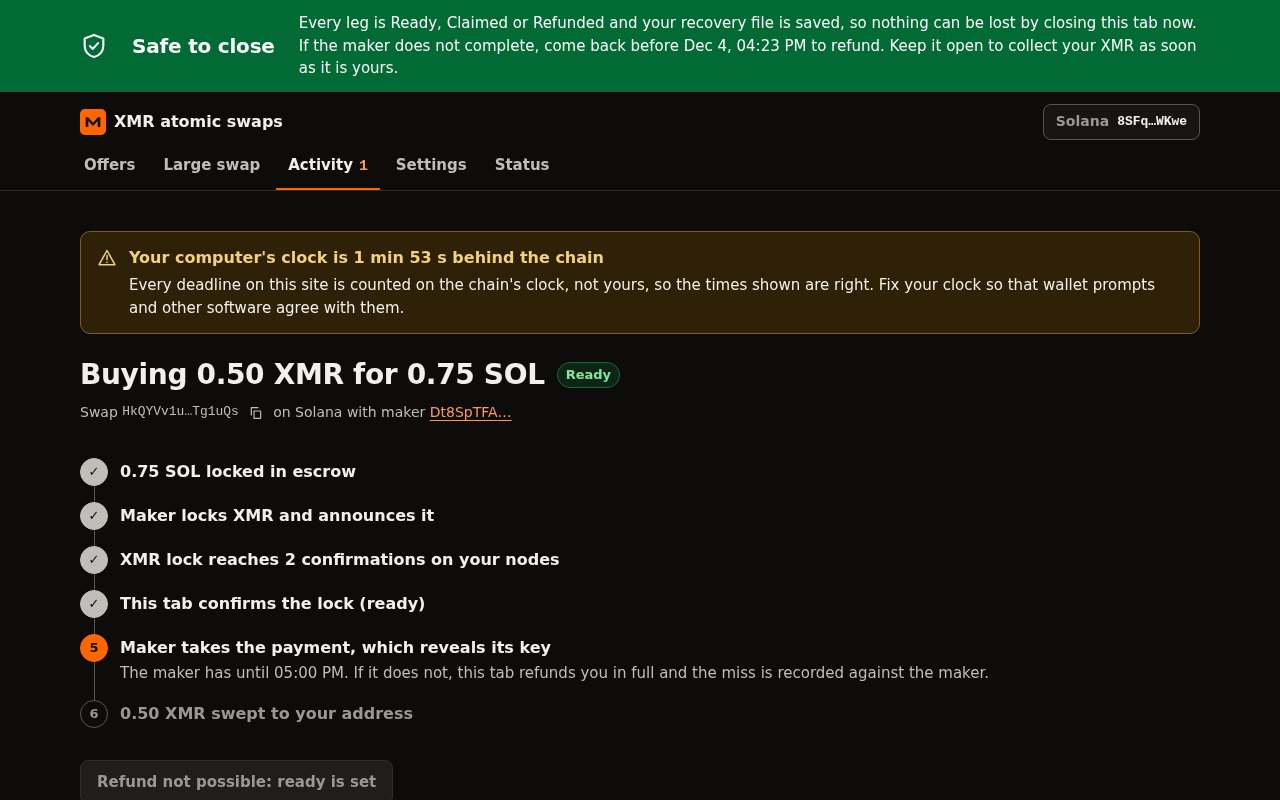 Safe to close
Every leg is Ready, Claimed or Refunded and your recovery file is saved, so nothing can be lost by closing this tab now.
If the maker does not complete, come back before Dec 4, 04:23 PM to refund. Keep it open to collect your XMR as soon
as it is yours.
XMR atomic swaps
Solana 8SFq…WKwe
Offers Large swap Activity 1 Settings Status
Your computer's clock is 1 min 53 s behind the chain
Every deadline on this site is counted on the chain's clock, not yours, so the times shown are right. Fix your clock so that wallet prompts
and other software agree with them.
Buying 0.50 XMR for 0.75 SOL Ready
Swap HkQYVv1u…Tg1uQs on Solana with maker Dt8SpTFA…
✓ 0.75 SOL locked in escrow
✓ Maker locks XMR and announces it
✓ XMR lock reaches 2 confirmations on your nodes
✓ This tab confirms the lock (ready)
5 Maker takes the payment, which reveals its key
The maker has until 05:00 PM. If it does not, this tab refunds you in full and the miss is recorded against the maker.
6 0.50 XMR swept to your address
Refund not possible: ready is set